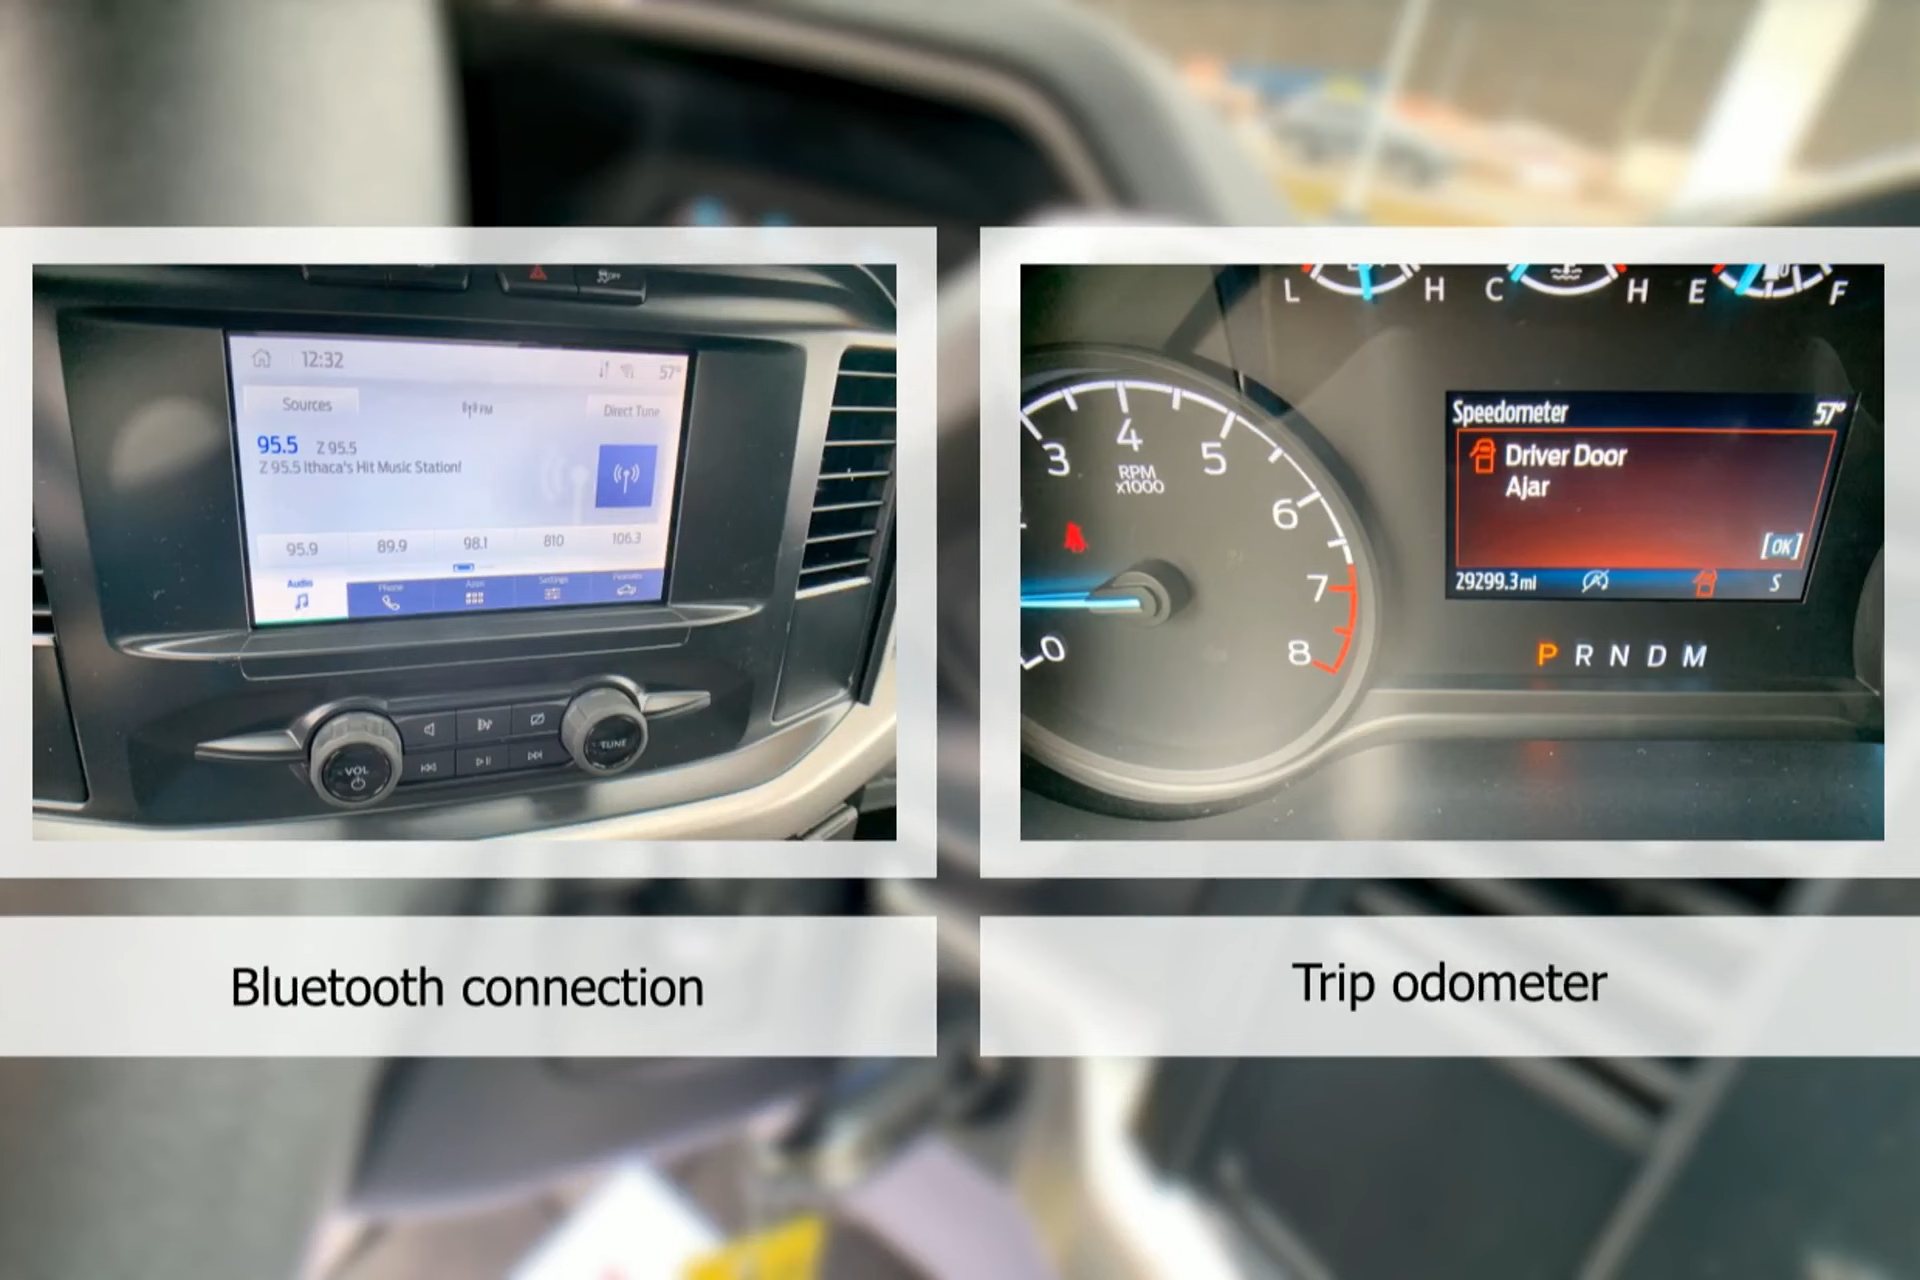 12:32
57°
Sources
FM
Direct Tune
95.5 Z 95.5
Z 95.5 Ithaca's Hit Music Station!
95.9 89.9 98.1 810 106.3
Audio Phone Apps Settings Features
VOL
TUNE
OFF
L H C H E F
3 4 5 6 7 8 0
RPM
x1000
Speedometer 57°
Driver Door
Ajar
[OK]
29299.3 mi S
P R N D M
Bluetooth connection
Trip odometer